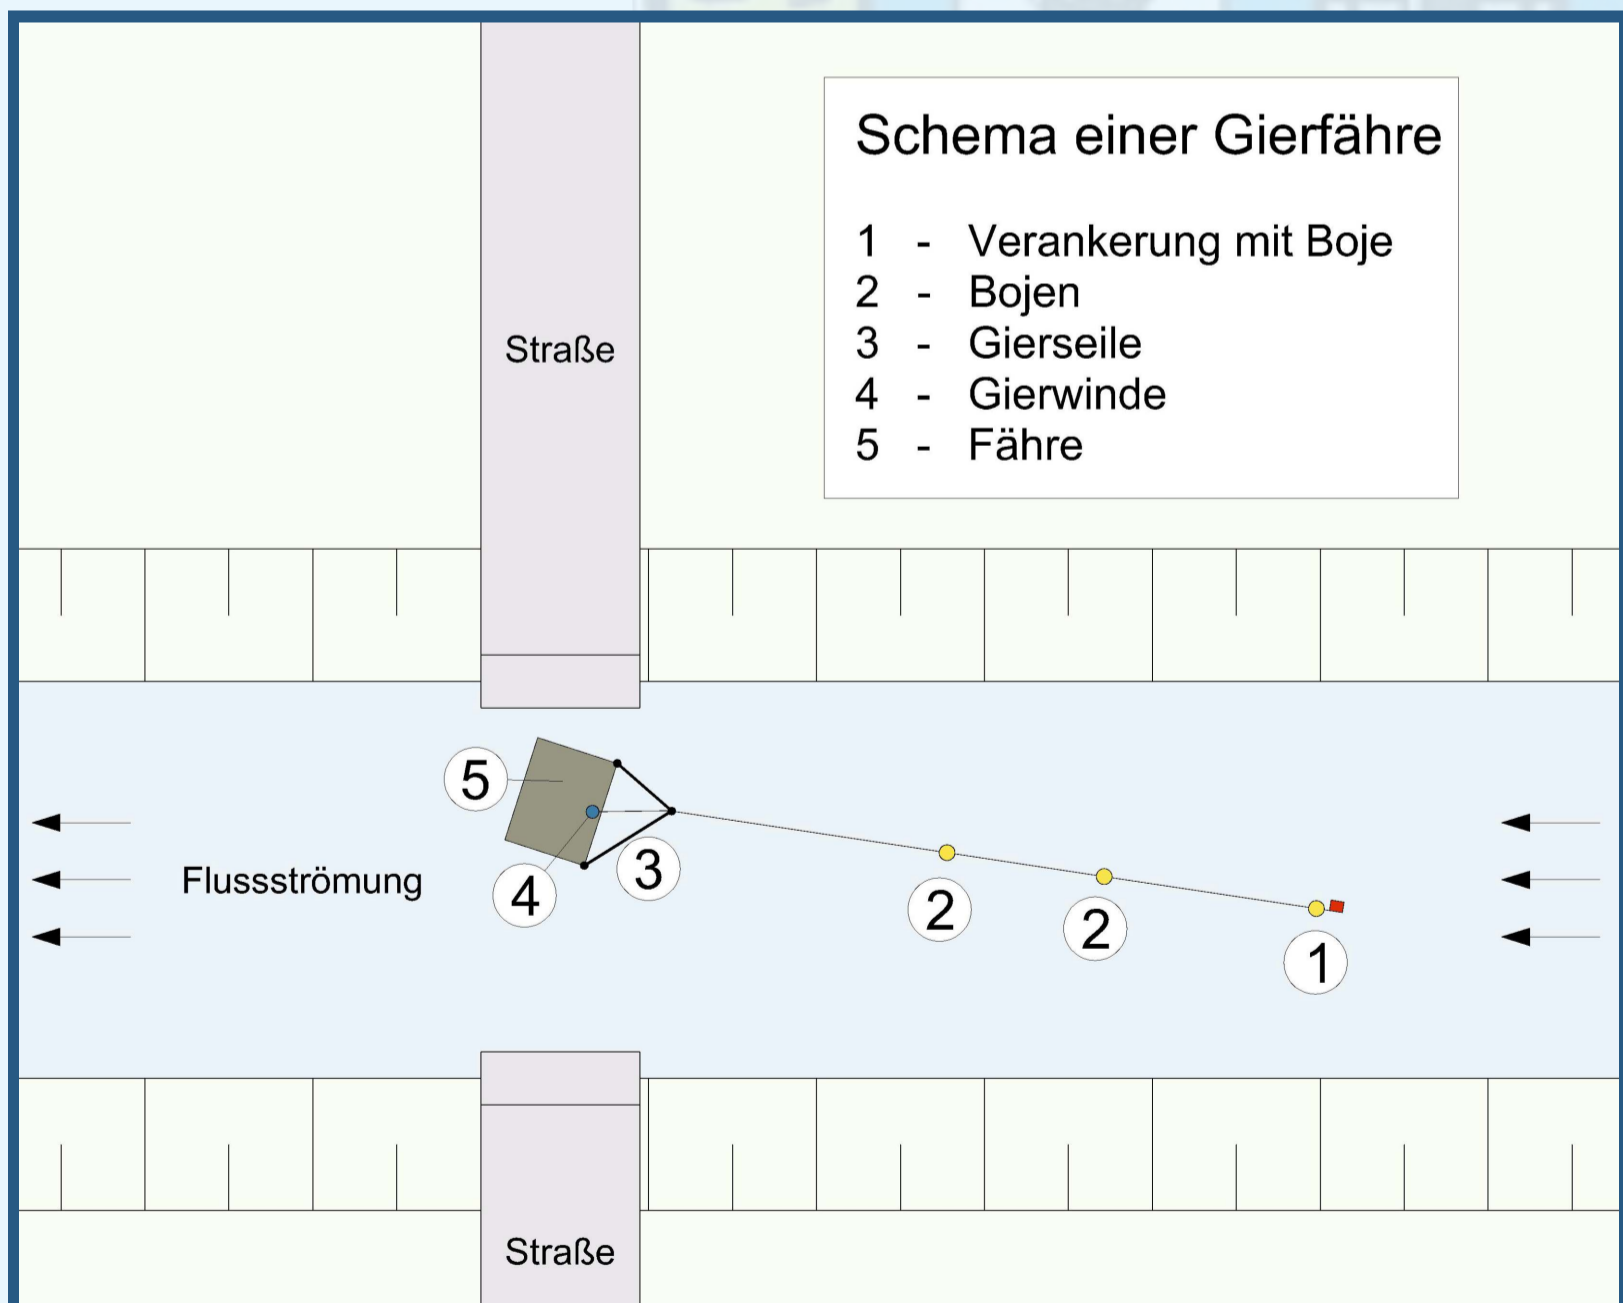 Schema einer Gierfähre
1 - Verankerung mit Boje
2 - Bojen
3 - Gierseile
4 - Gierwinde
5 - Fähre
Straße
5
4
3
2
2
1
Flussströmung
Straße